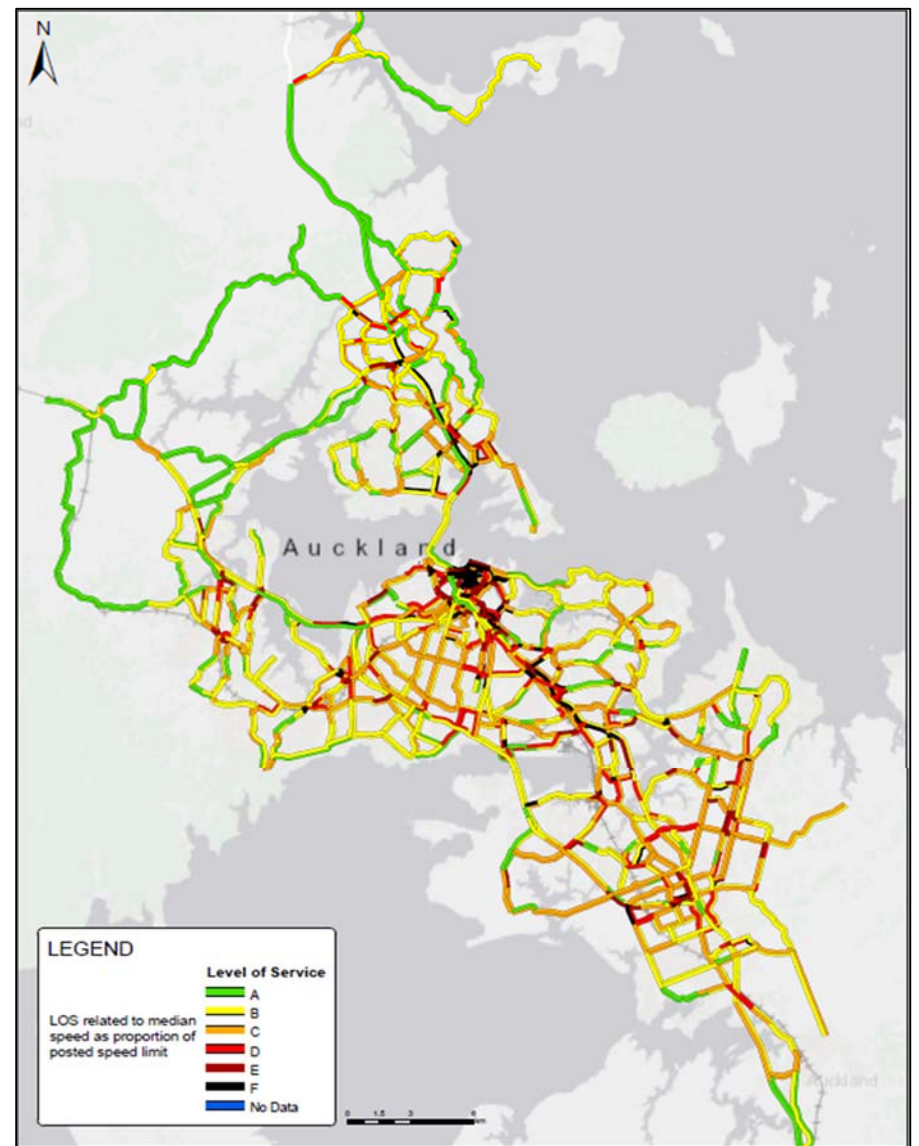 N
Auckland
LEGEND
Level of Service
A
B
LOS related to median
C
speed as proportion of
D
posted speed limit
E
F
No Data
0 1.5 3 6
Auckland